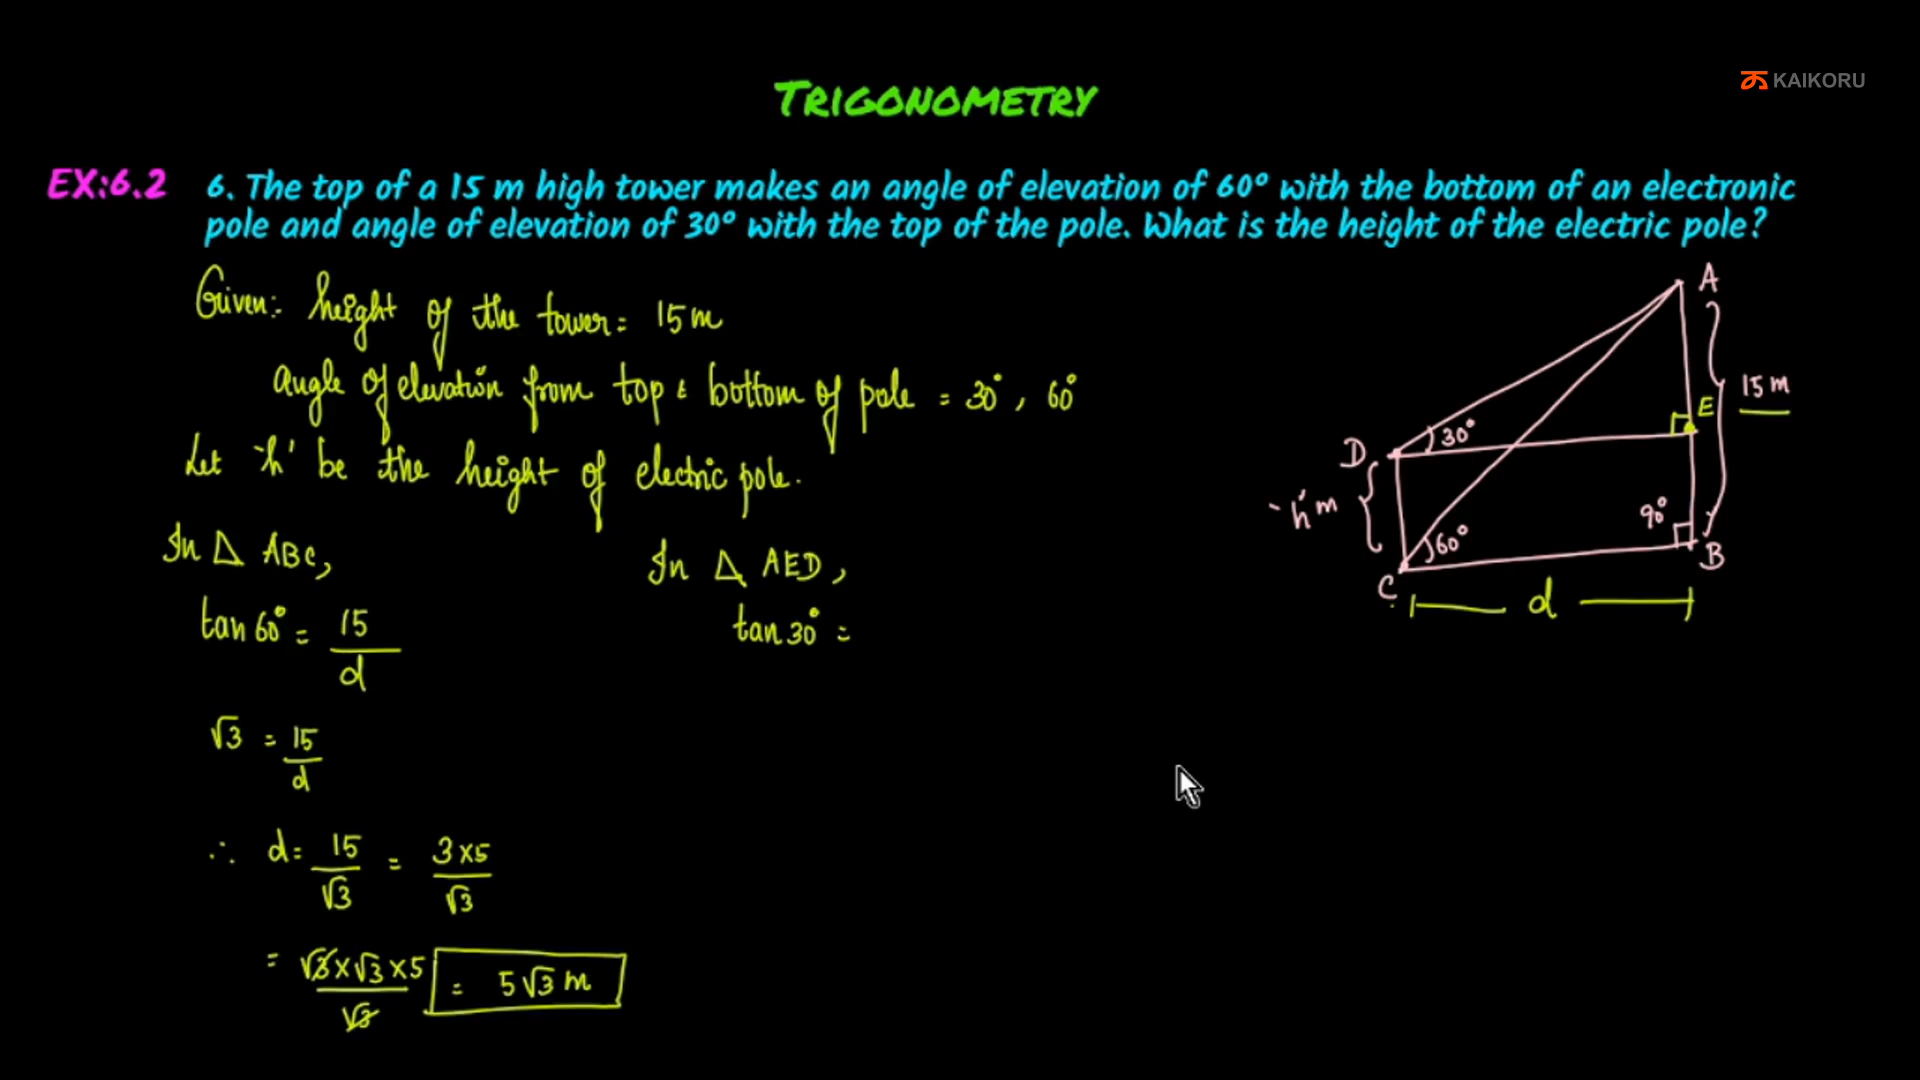 TRIGONOMETRY
KAIKORU
EX:6.2 6. The top of a 15 m high tower makes an angle of elevation of 60° with the bottom of an electronic
pole and angle of elevation of 30° with the top of the pole. What is the height of the electric pole?
Given:- height of the tower = 15 m
Angle of elevation from top & bottom of pole = 30°, 60°
Let 'h' be the height of electric pole.
In △ ABC,
tan 60° = 15/d
√3 = 15/d
∴ d = 15/√3 = 3×5/√3
= √3×√3×5/√3 = 5√3 m
In △ AED,
tan 30° =
A
15 m
E
D 30°
'h' m
90°
60°
C
B
d